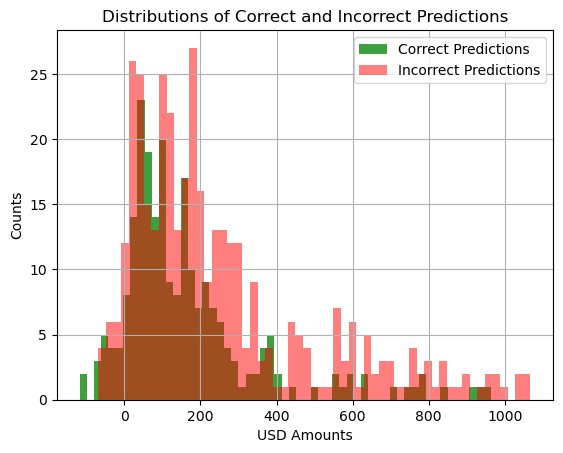 Distributions of Correct and Incorrect Predictions
Correct Predictions
Incorrect Predictions
25
20
15
10
5
0
Counts
0 200 400 600 800 1000
USD Amounts